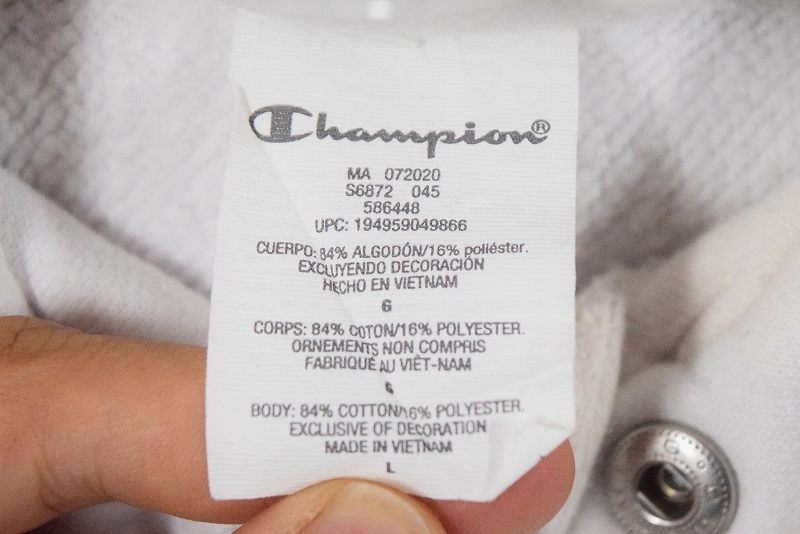 Champion®
MA 072020
S6872 045
586448
UPC: 194959049866
CUERPO: 84% ALGODÓN/16% poliéster.
EXCLUYENDO DECORACIÓN
HECHO EN VIETNAM
G
CORPS: 84% COTON/16% POLYESTER.
ORNEMENTS NON COMPRIS
FABRIQUÉ AU VIÊT-NAM
G
BODY: 84% COTTON/16% POLYESTER.
EXCLUSIVE OF DECORATION
MADE IN VIETNAM
L